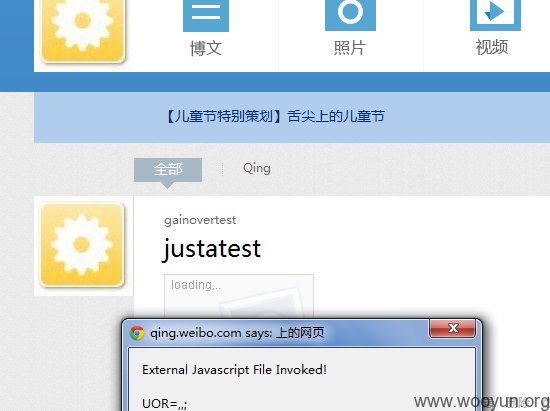 博文
照片
视频
【儿童节特别策划】舌尖上的儿童节
全部
Qing
gainovertest
justatest
loading...
qing.weibo.com says: 上的网页
External Javascript File Invoked!
UOR=,,;
www.wooyun.org